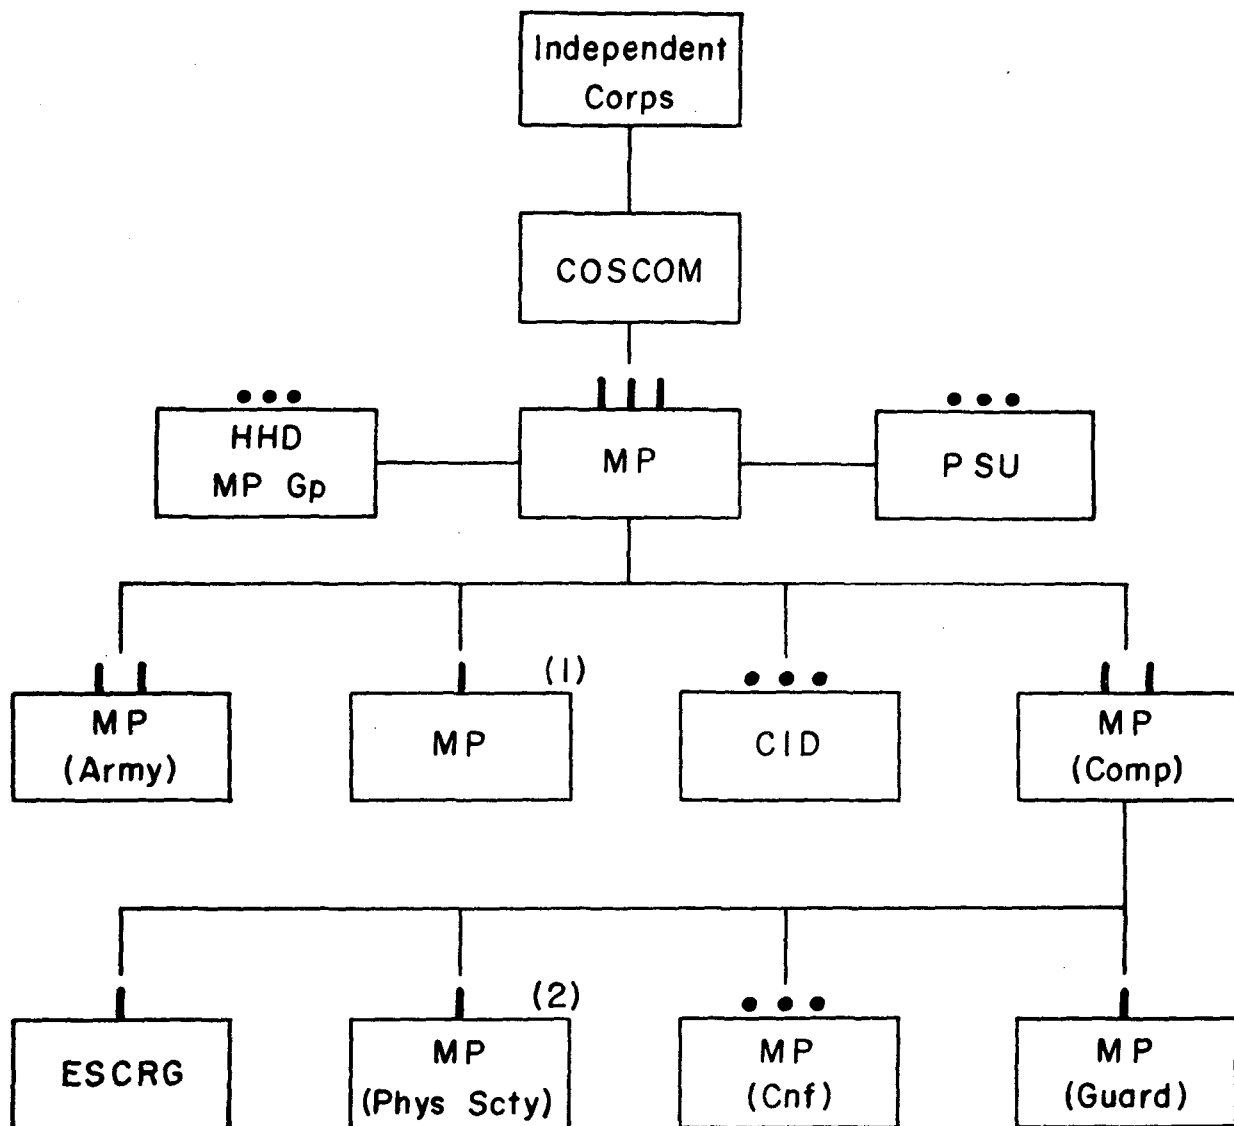 Independent
Corps
COSCOM
HHD
MP Gp
MP
PSU
MP
(Army)
(1)
MP
CID
MP
(Comp)
ESCRG
(2)
MP
(Phys Scty)
MP
(Cnf)
MP
(Guard)